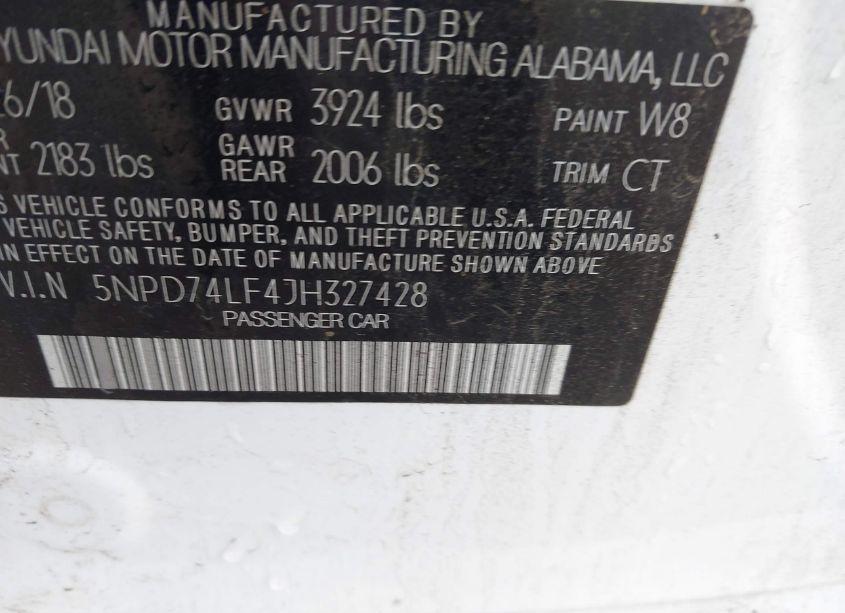 MANUFACTURED BY
YUNDAI MOTOR MANUFACTURING ALABAMA, LLC
6/18 GVWR 3924 lbs PAINT W8
R
NT 2183 lbs GAWR REAR 2006 lbs TRIM CT
S VEHICLE CONFORMS TO ALL APPLICABLE U.S.A. FEDERAL
VEHICLE SAFETY, BUMPER, AND THEFT PREVENTION STANDARDS
IN EFFECT ON THE DATE OF MANUFACTURE SHOWN ABOVE
V.I.N 5NPD74LF4JH327428
PASSENGER CAR